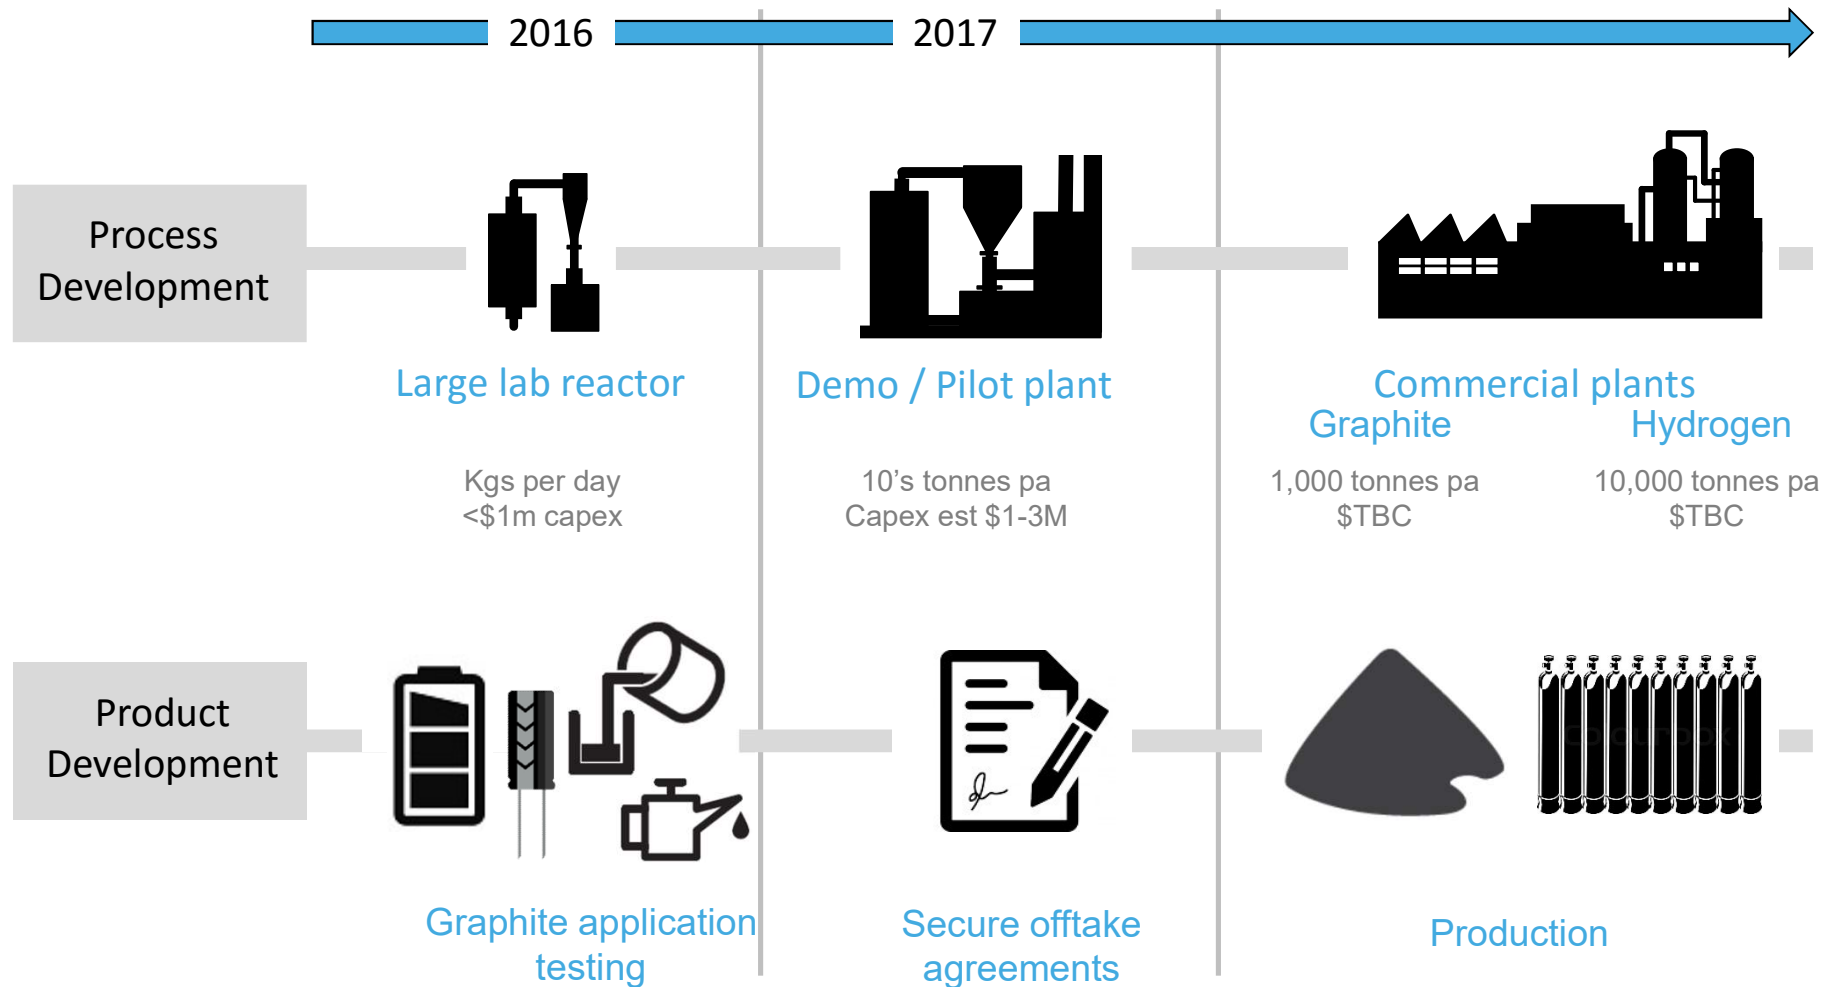 2016
2017
Process
Development
Large lab reactor
Kgs per day
<$1m capex
Demo / Pilot plant
10's tonnes pa
Capex est $1-3M
Commercial plants
Graphite
Hydrogen
1,000 tonnes pa
$TBC
10,000 tonnes pa
$TBC
Product
Development
Graphite application
testing
Secure offtake
agreements
Production